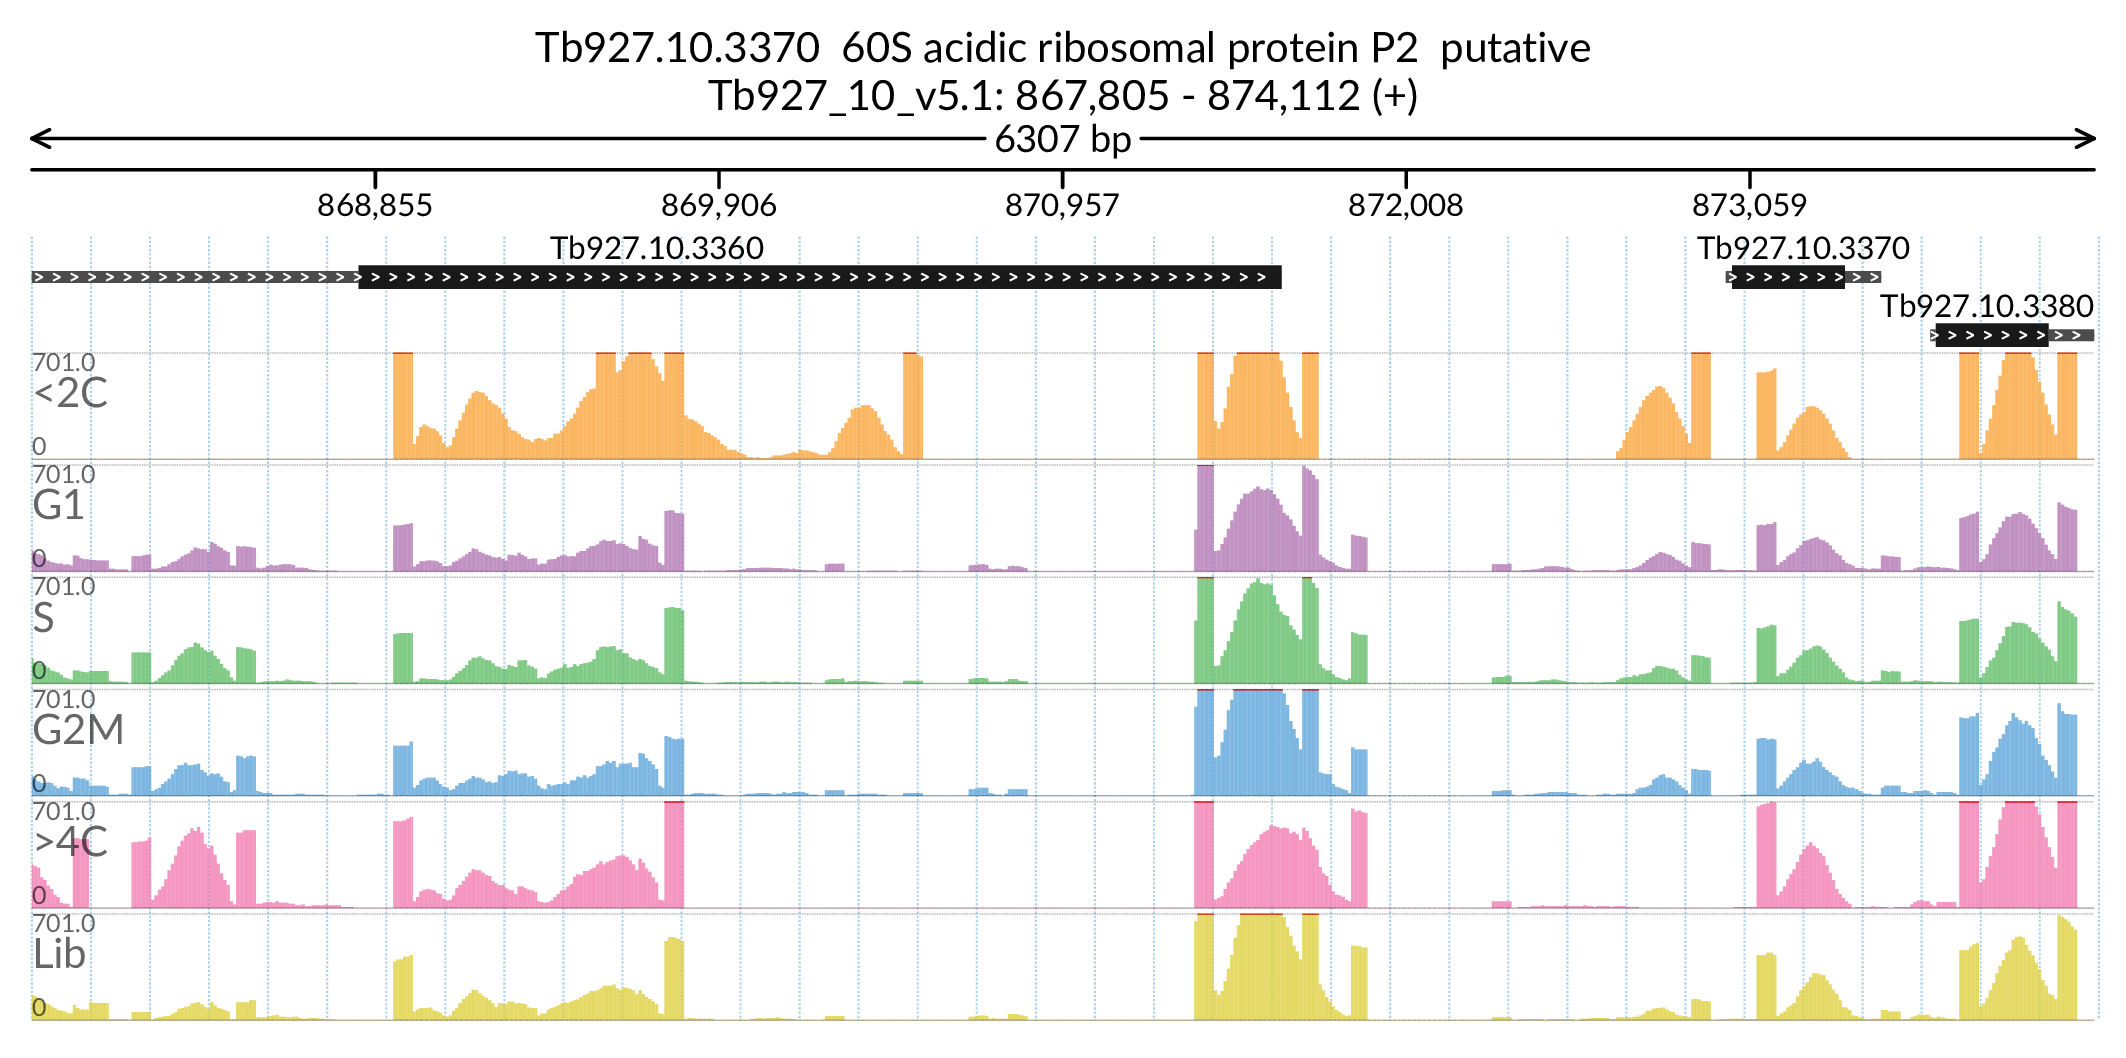 Tb927.10.3370  60S acidic ribosomal protein P2  putative
Tb927_10_v5.1: 867,805 - 874,112 (+)
6307 bp
868,855 869,906 870,957 872,008 873,059
Tb927.10.3360 Tb927.10.3370
Tb927.10.3380
701.0
<2C
0
701.0
G1
0
701.0
S
0
701.0
G2M
0
701.0
>4C
0
701.0
Lib
0